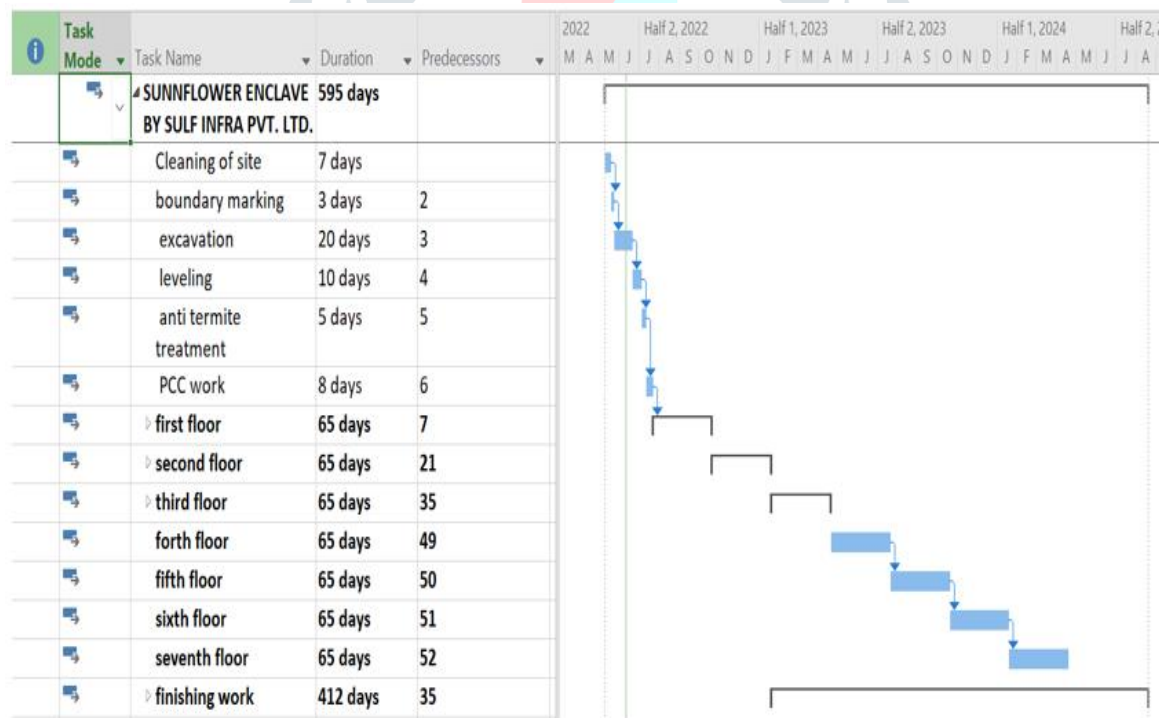 Task 2022 Half 2, 2022 Half 1, 2023 Half 2, 2023 Half 1, 2024 Half 2,
Mode Task Name Duration Predecessors M A M J J A S O N D J F M A M J J A S O N D J F M A M J J A
SUNNFLOWER ENCLAVE 595 days
BY SULF INFRA PVT. LTD.
Cleaning of site 7 days
boundary marking 3 days 2
excavation 20 days 3
leveling 10 days 4
anti termite 5 days 5
treatment
PCC work 8 days 6
first floor 65 days 7
second floor 65 days 21
third floor 65 days 35
forth floor 65 days 49
fifth floor 65 days 50
sixth floor 65 days 51
seventh floor 65 days 52
finishing work 412 days 35